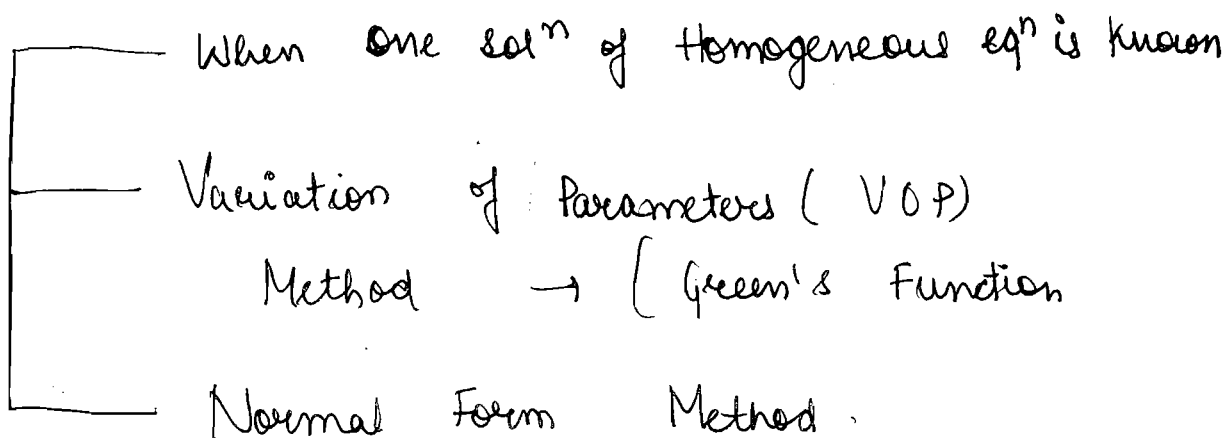 When one solⁿ of Homogeneous eqⁿ is known
Variation of Parameters ( VOP)
Method → ( Green's Function
Normal Form Method.